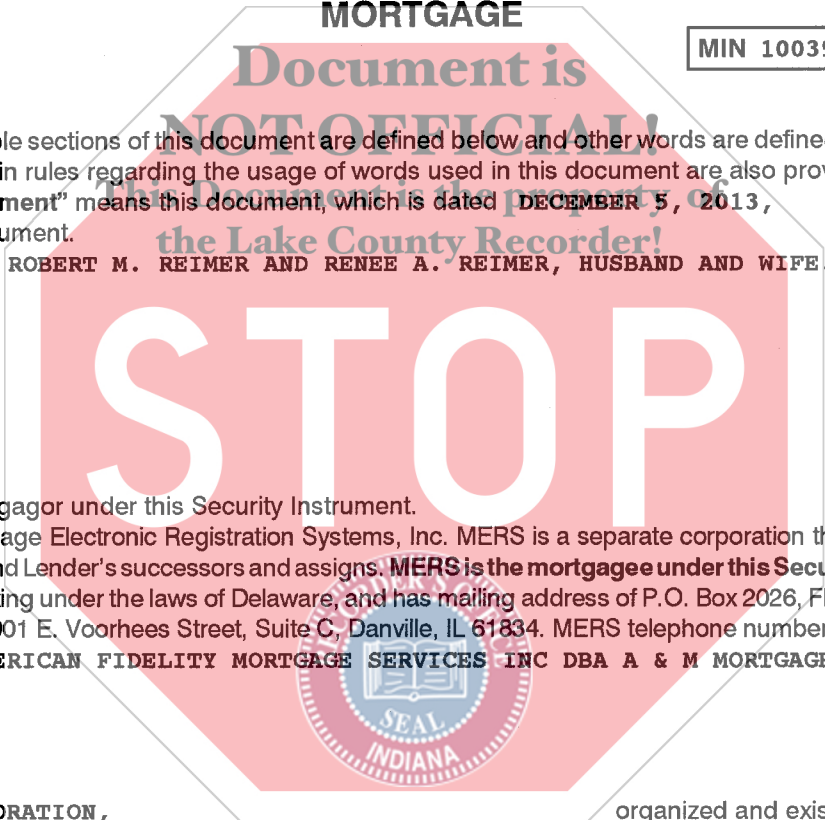 MORTGAGE
MIN 10039
Document is
NOT OFFICIAL!
le sections of this document are defined below and other words are define
in rules regarding the usage of words used in this document are also prov
This Document is the property of
ment” means this document, which is dated DECEMBER 5, 2013,
ument.
the Lake County Recorder!
ROBERT M. REIMER AND RENEE A. REIMER, HUSBAND AND WIFE.
STOP
gagor under this Security Instrument.
age Electronic Registration Systems, Inc. MERS is a separate corporation th
d Lender's successors and assigns. MERS is the mortgagee under this Secu
ing under the laws of Delaware, and has mailing address of P.O. Box 2026, Fl
01 E. Voorhees Street, Suite C, Danville, IL 61834. MERS telephone number
ERICAN FIDELITY MORTGAGE SERVICES INC DBA A & M MORTGAGE
RECORDER'S OFFICE
SEAL
INDIANA
ORATION,
organized and exis